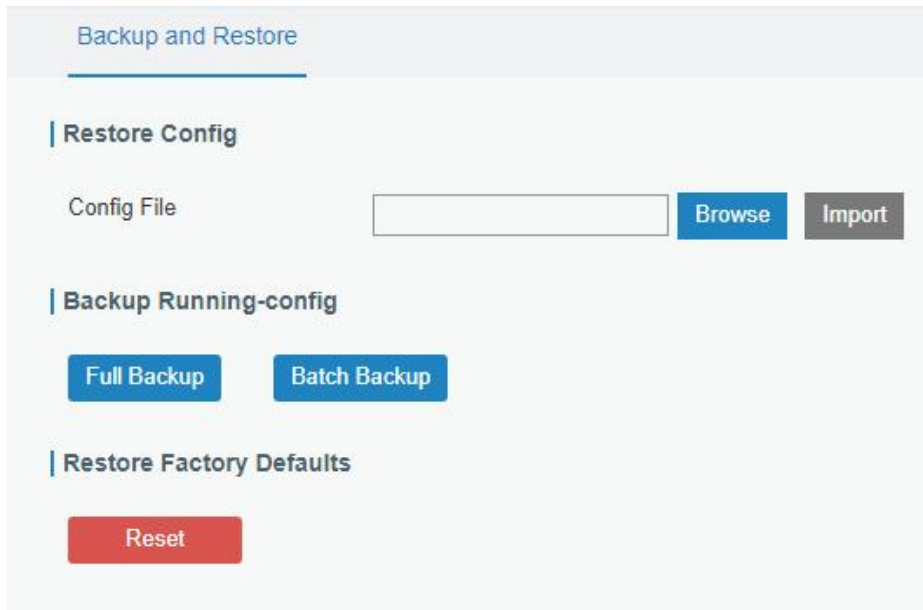 Backup and Restore
Restore Config
Config File Browse Import
Backup Running-config
Full Backup Batch Backup
Restore Factory Defaults
Reset